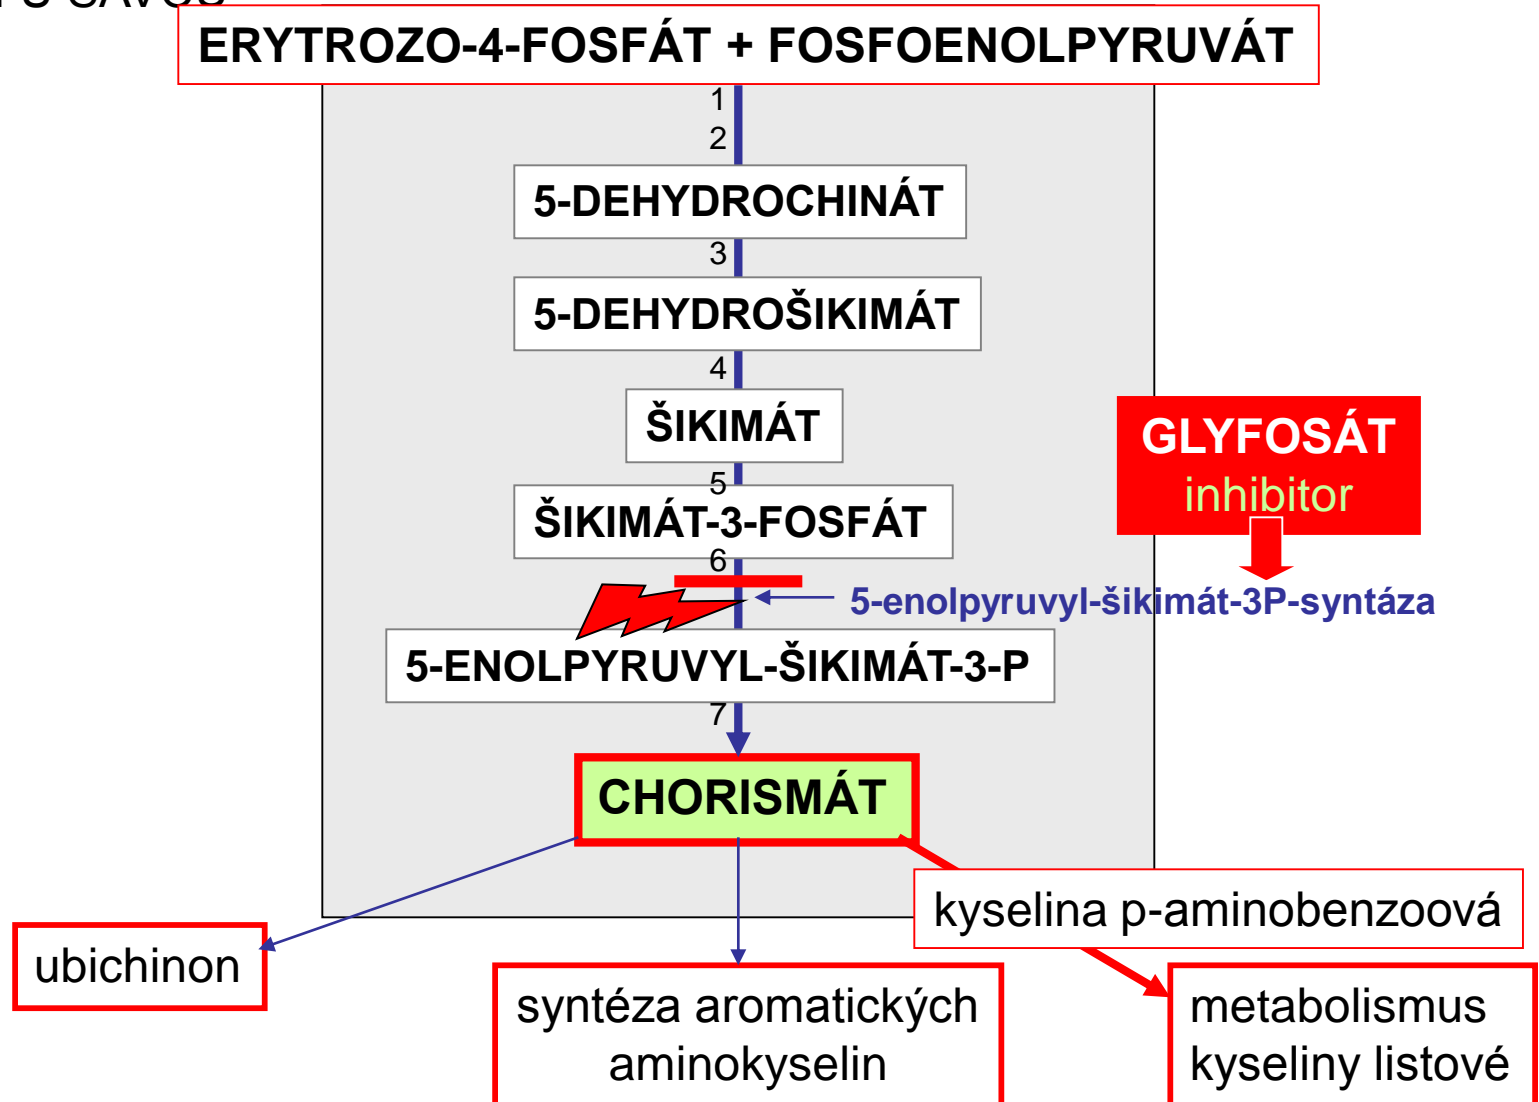 ERYTROZO-4-FOSFÁT + FOSFOENOLPYRUVÁT
1
2
5-DEHYDROCHINÁT
3
5-DEHYDROŠIKIMÁT
4
ŠIKIMÁT
GLYFOSÁT
inhibitor
5
ŠIKIMÁT-3-FOSFÁT
6
5-enolpyruvyl-šikimát-3P-syntáza
5-ENOLPYRUVYL-ŠIKIMÁT-3-P
7
CHORISMÁT
kyselina p-aminobenzoová
ubichinon
syntéza aromatických
aminokyselin
metabolismus
kyseliny listové